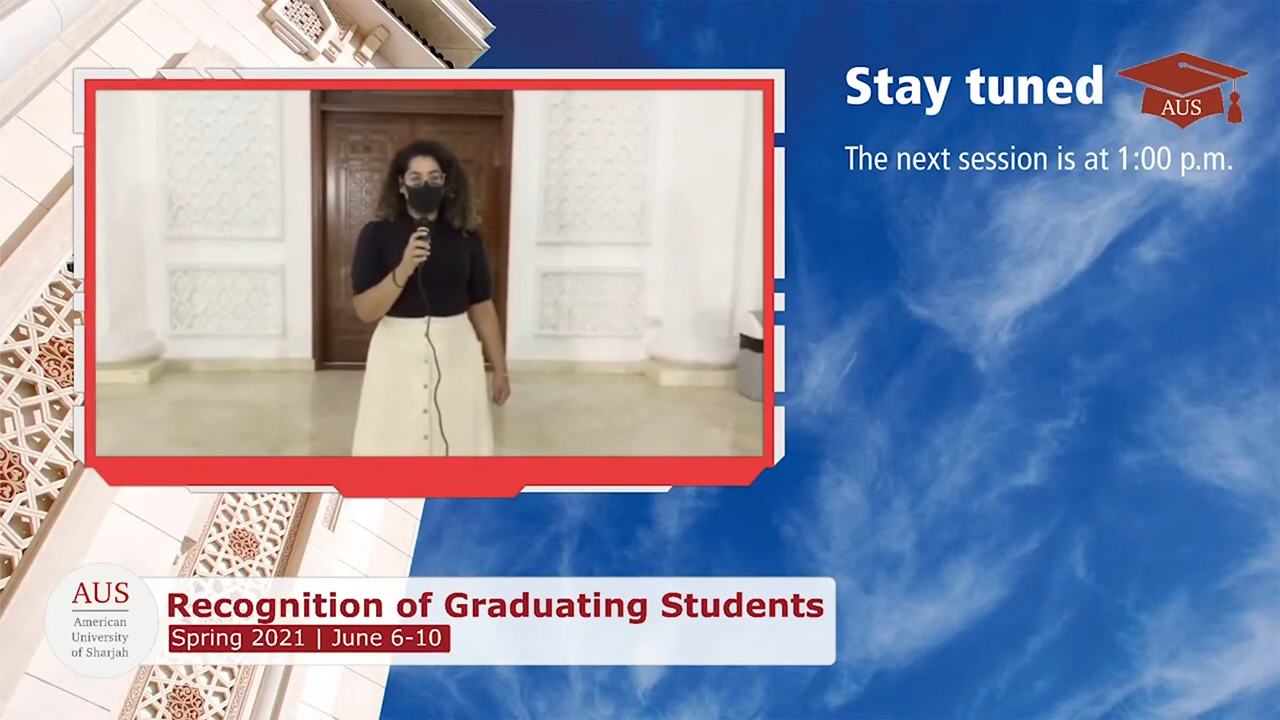 Stay tuned
AUS
The next session is at 1:00 p.m.
AUS
American
University
of Sharjah
Recognition of Graduating Students
Spring 2021 | June 6-10